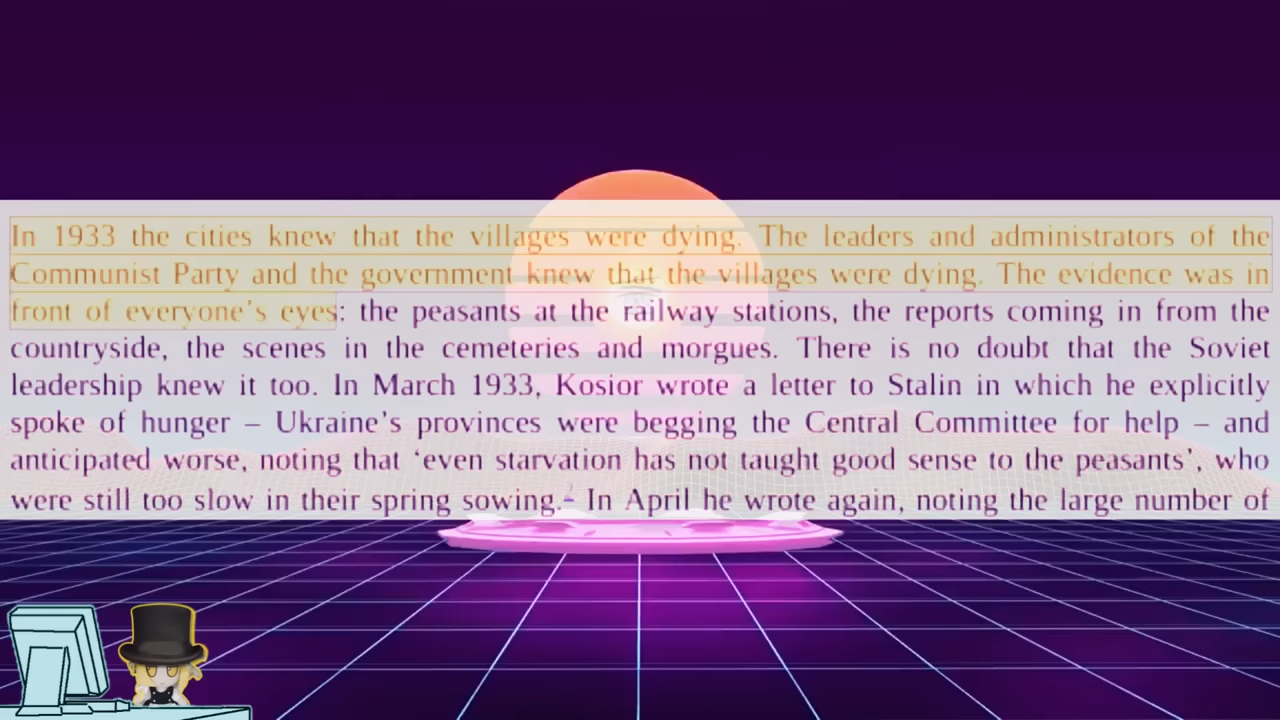 In 1933 the cities knew that the villages were dying. The leaders and administrators of the
Communist Party and the government knew that the villages were dying. The evidence was in
front of everyone’s eyes: the peasants at the railway stations, the reports coming in from the
countryside, the scenes in the cemeteries and morgues. There is no doubt that the Soviet
leadership knew it too. In March 1933, Kosior wrote a letter to Stalin in which he explicitly
spoke of hunger – Ukraine’s provinces were begging the Central Committee for help – and
anticipated worse, noting that ‘even starvation has not taught good sense to the peasants’, who
were still too slow in their spring sowing. In April he wrote again, noting the large number of